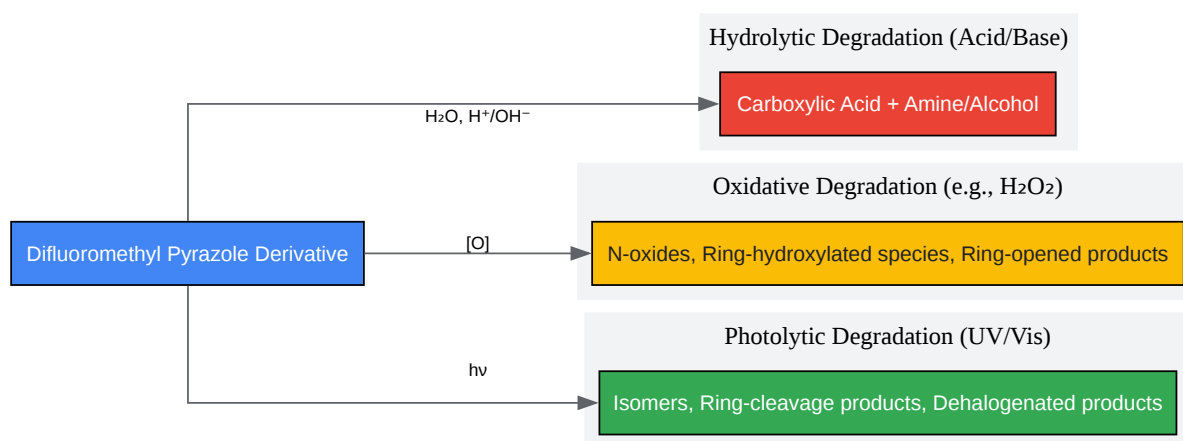 Hydrolytic Degradation (Acid/Base)
Carboxylic Acid + Amine/Alcohol
H₂O, H⁺/OH⁻
Oxidative Degradation (e.g., H₂O₂)
Difluoromethyl Pyrazole Derivative
[O]
N-oxides, Ring-hydroxylated species, Ring-opened products
Photolytic Degradation (UV/Vis)
hν
Isomers, Ring-cleavage products, Dehalogenated products